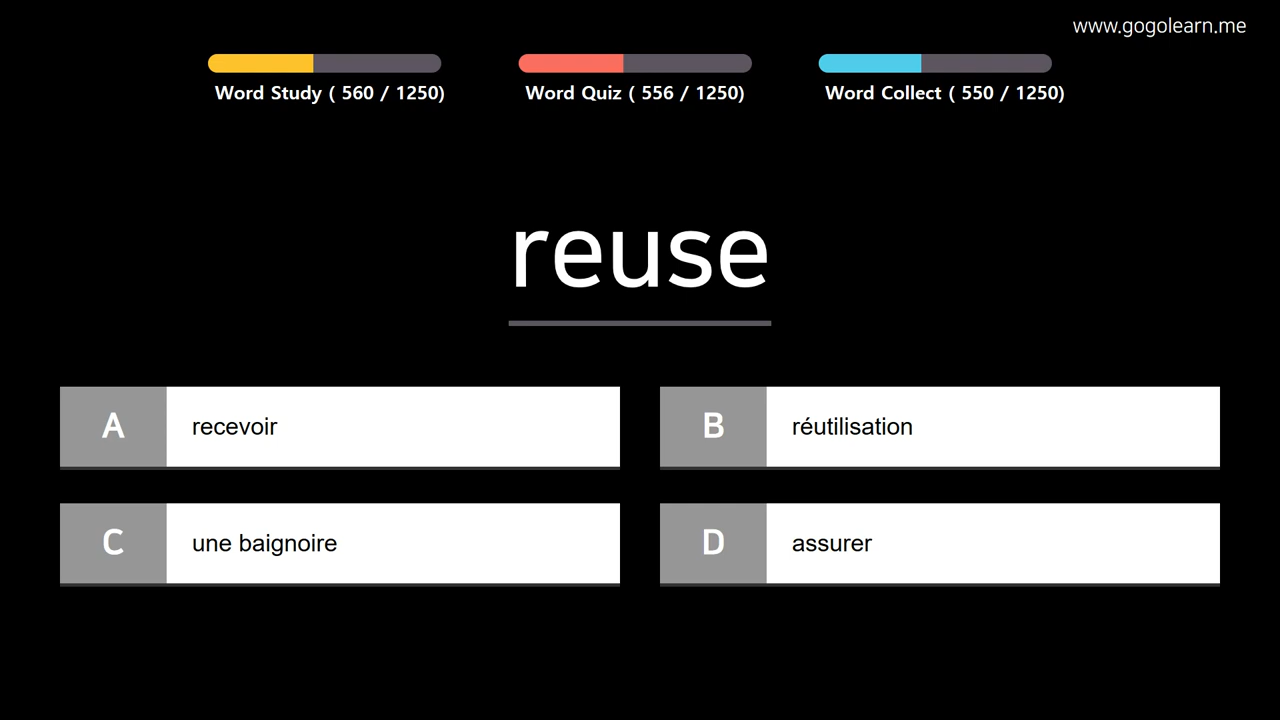 www.gogolearn.me
Word Study ( 560 / 1250)
Word Quiz ( 556 / 1250)
Word Collect ( 550 / 1250)
reuse
A recevoir
B réutilisation
C une baignoire
D assurer